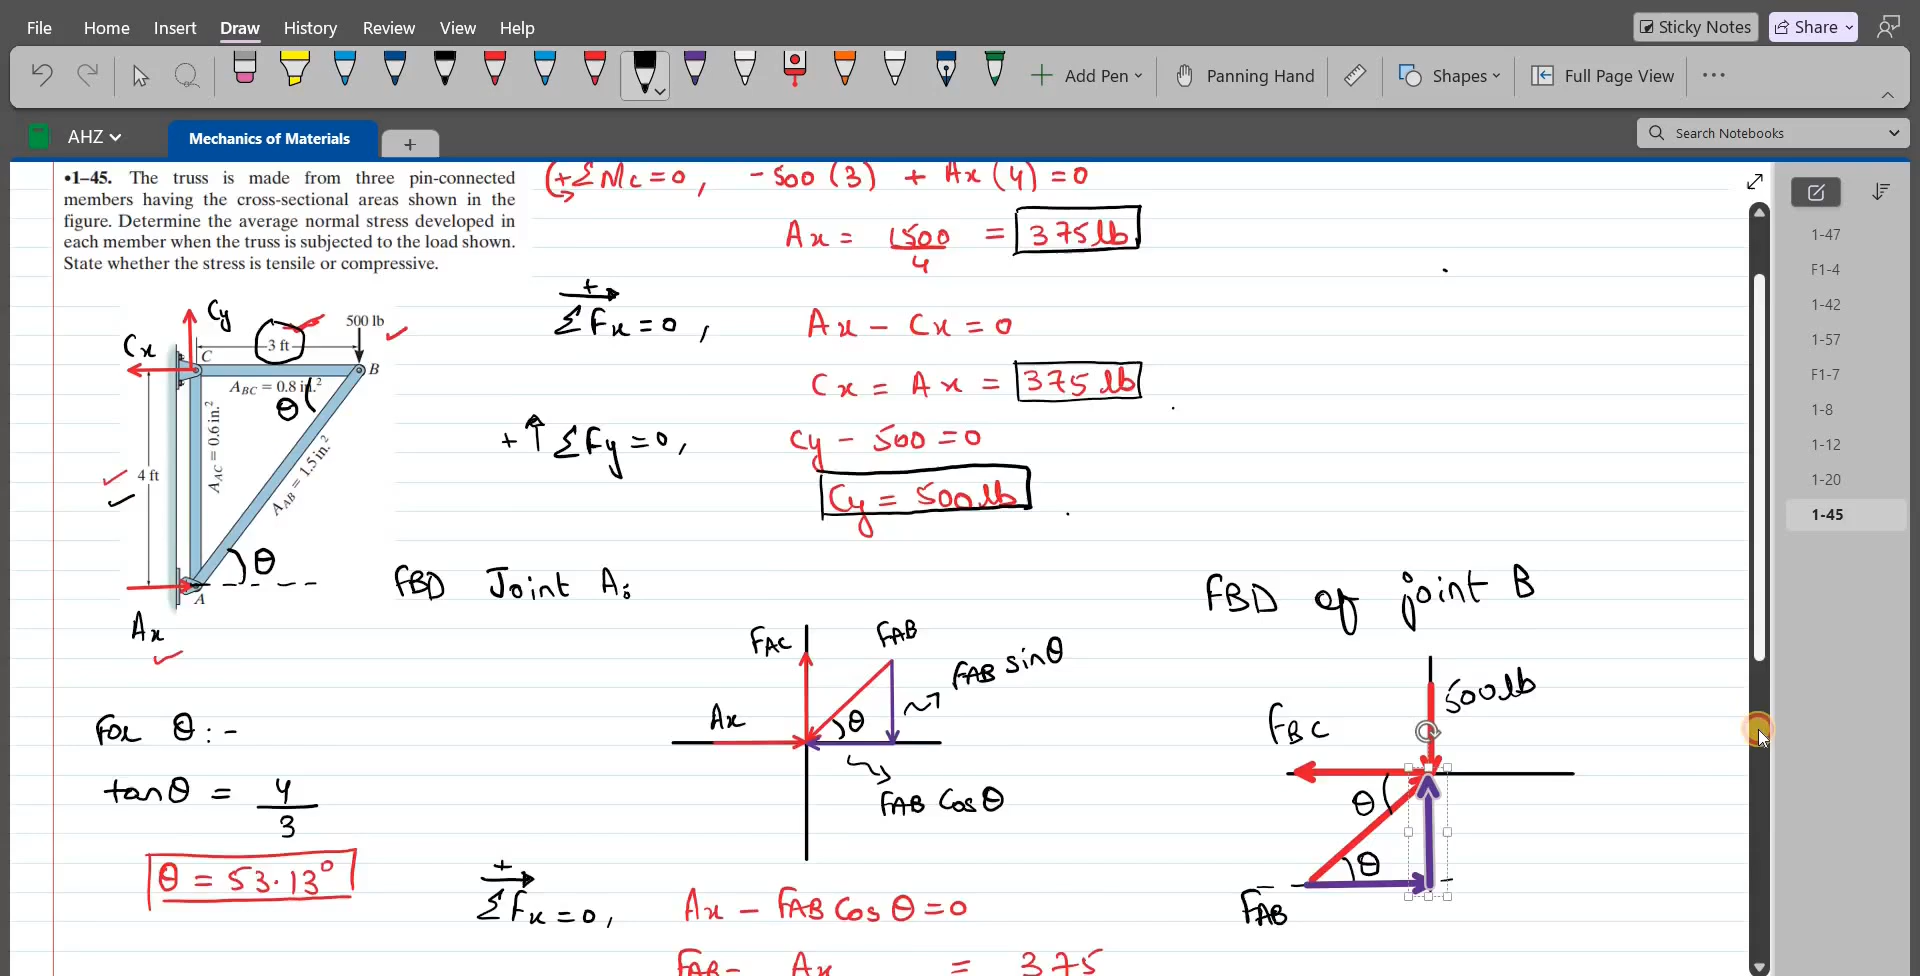 File Home Insert Draw History Review View Help
Sticky Notes Share
Add Pen Panning Hand Shapes Full Page View
AHZ
Mechanics of Materials
Search Notebooks
•1–45. The truss is made from three pin-connected
members having the cross-sectional areas shown in the
figure. Determine the average normal stress developed in
each member when the truss is subjected to the load shown.
State whether the stress is tensile or compressive.
Cy
Cx
C
3 ft
500 lb
B
A_BC = 0.8 in.²
θ
A_AC = 0.6 in.²
A_AB = 1.5 in.²
4 ft
θ
A
Ax
For θ :-
tanθ = 4/3
θ = 53.13°
+ΣMc = 0, -500 (3) + Ax (4) = 0
Ax = 1500/4 = 375 lb
+
ΣFx = 0, Ax - Cx = 0
Cx = Ax = 375 lb
+↑ΣFy = 0, Cy - 500 = 0
Cy = 500 lb
FBD Joint A:
FAC
FAB
FAB sinθ
Ax
θ
FAB Cosθ
+
ΣFx = 0, Ax - FAB Cos θ = 0
FAB = Ax = 375
FBD of joint B
500 lb
FBC
θ
θ
FAB
1-47
F1-4
1-42
1-57
F1-7
1-8
1-12
1-20
1-45